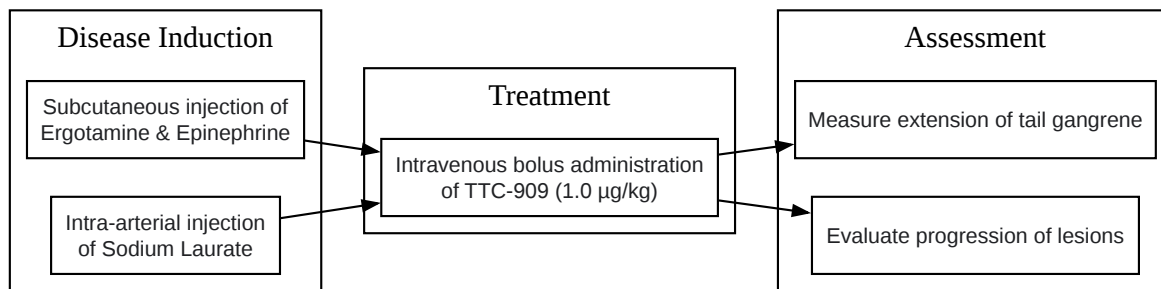 Disease Induction
Subcutaneous injection of
Ergotamine & Epinephrine
Intra-arterial injection
of Sodium Laurate
Treatment
Intravenous bolus administration
of TTC-909 (1.0 µg/kg)
Assessment
Measure extension of tail gangrene
Evaluate progression of lesions